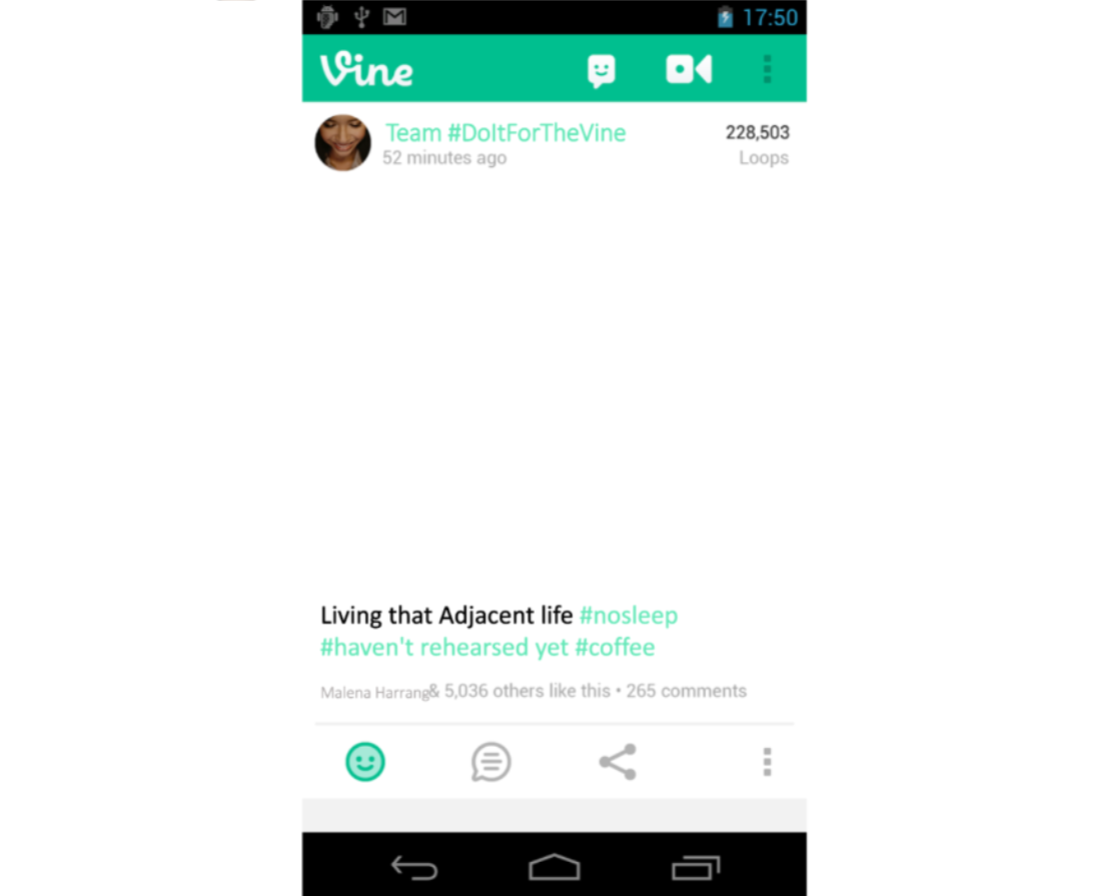 17:50
Vine
Team #DoItForTheVine
228,503
52 minutes ago
Loops
Living that Adjacent life #nosleep
#haven't rehearsed yet #coffee
Malena Harrang& 5,036 others like this • 265 comments